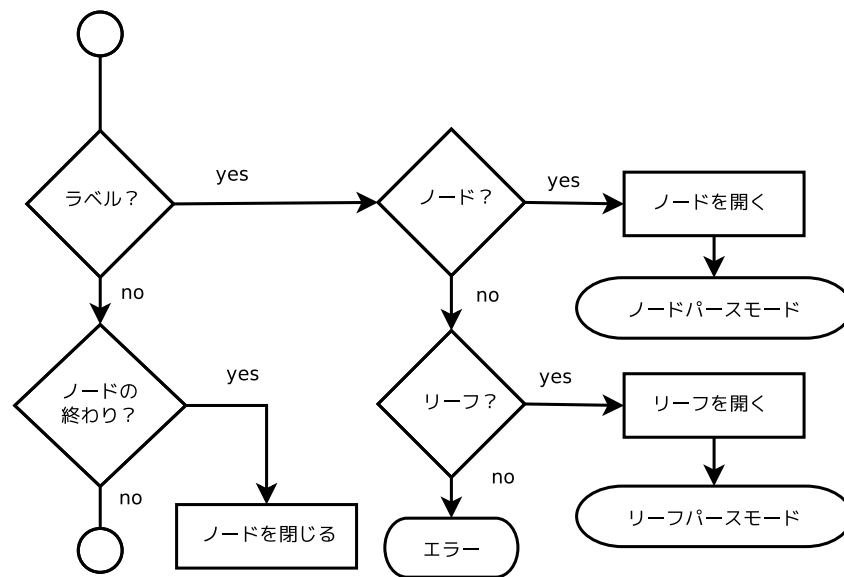 ラベル？
yes
ノード？
yes
ノードを開く
no
no
ノードパースモード
ノードの
終わり？
yes
リーフ？
yes
リーフを開く
no
no
ノードを閉じる
エラー
リーフパースモード